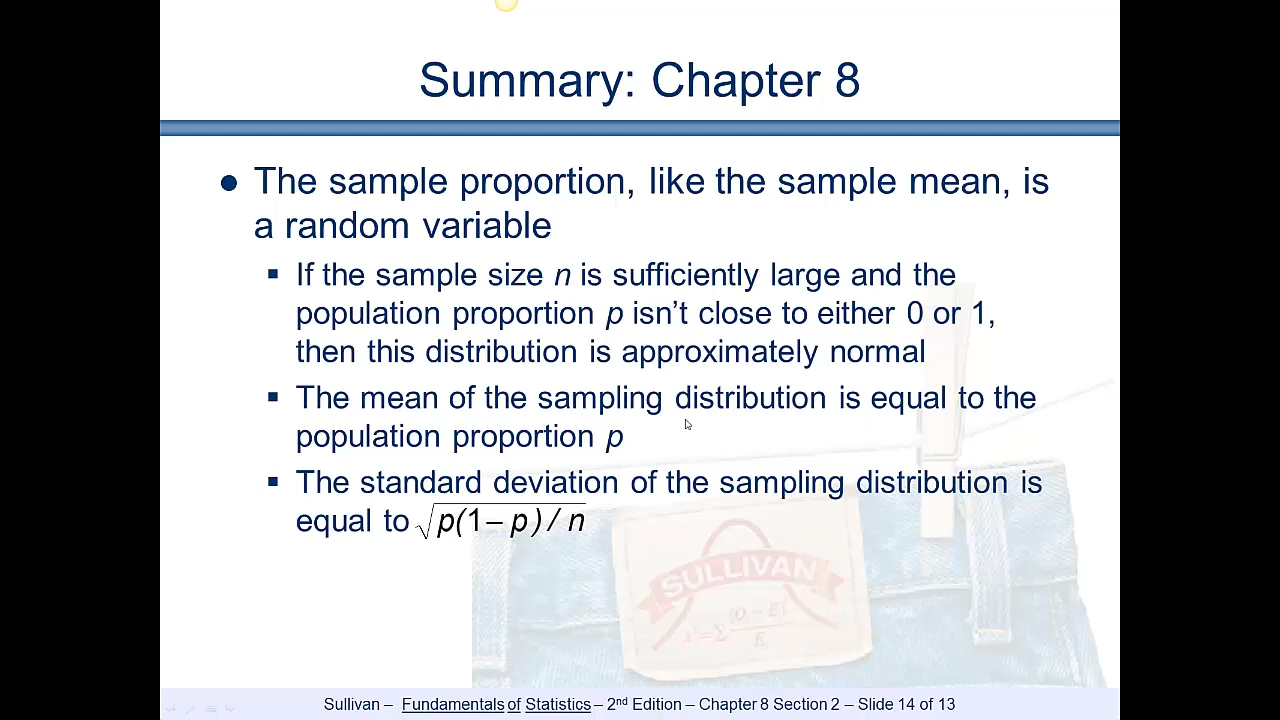 Summary: Chapter 8
● The sample proportion, like the sample mean, is
a random variable
▪ If the sample size n is sufficiently large and the
population proportion p isn't close to either 0 or 1,
then this distribution is approximately normal
▪ The mean of the sampling distribution is equal to the
population proportion p
▪ The standard deviation of the sampling distribution is
equal to √p(1– p) / n
SULLIVAN
Sullivan – Fundamentals of Statistics – 2nd Edition – Chapter 8 Section 2 – Slide 14 of 13